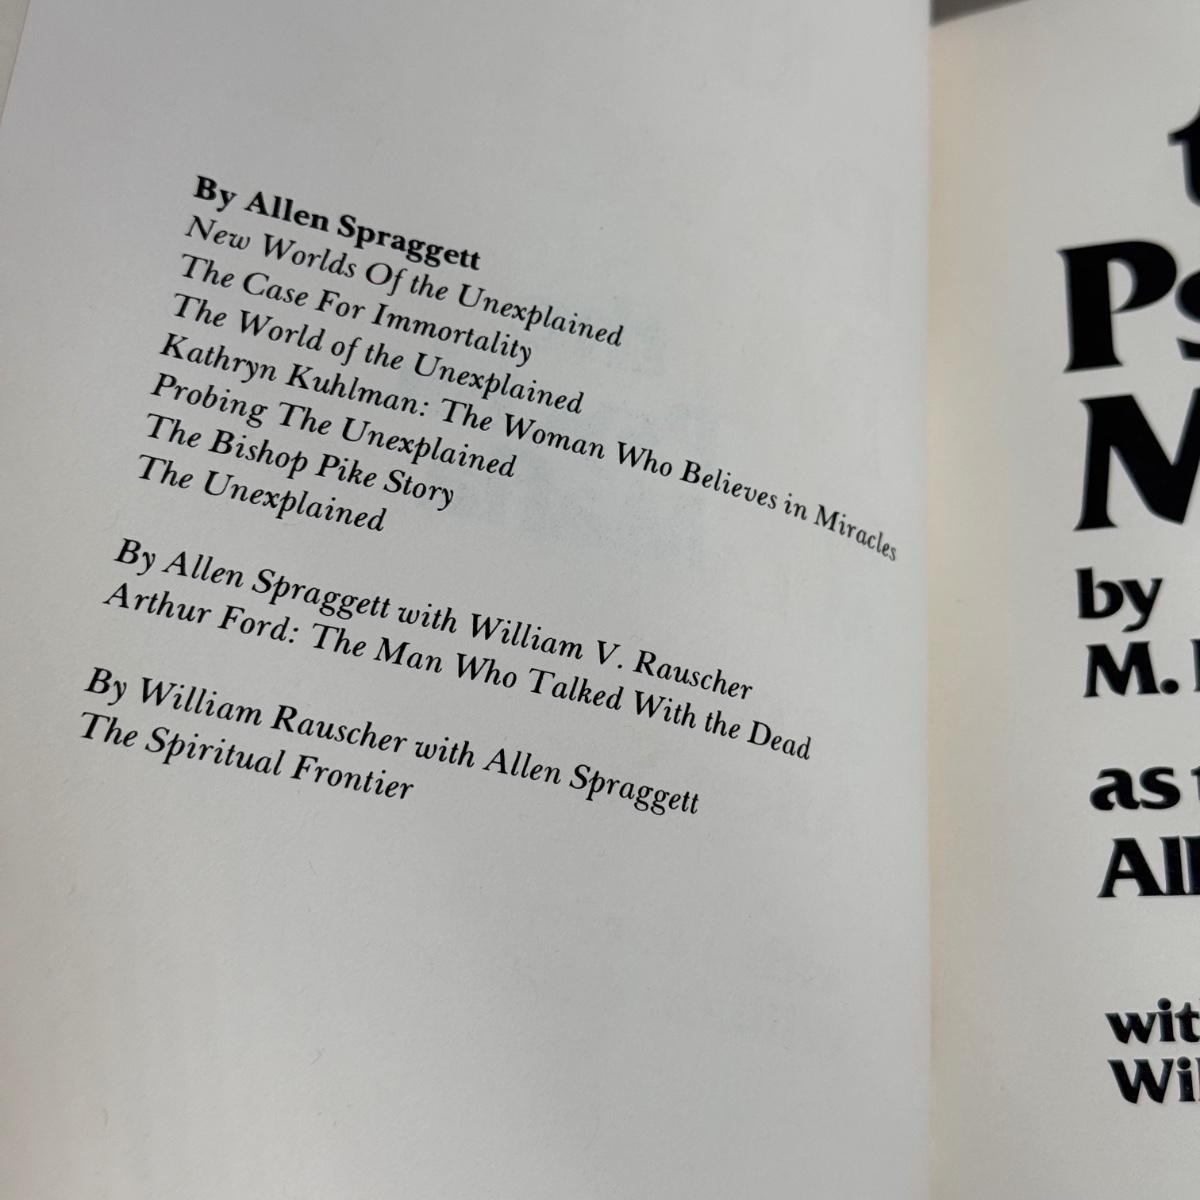 By Allen Spraggett
New Worlds Of the Unexplained
The Case For Immortality
The World of the Unexplained
Kathryn Kuhlman: The Woman Who Believes in Miracles
Probing The Unexplained
The Bishop Pike Story
The Unexplained
By Allen Spraggett with William V. Rauscher
Arthur Ford: The Man Who Talked With the Dead
By William Rauscher with Allen Spraggett
The Spiritual Frontier
by
M.
as